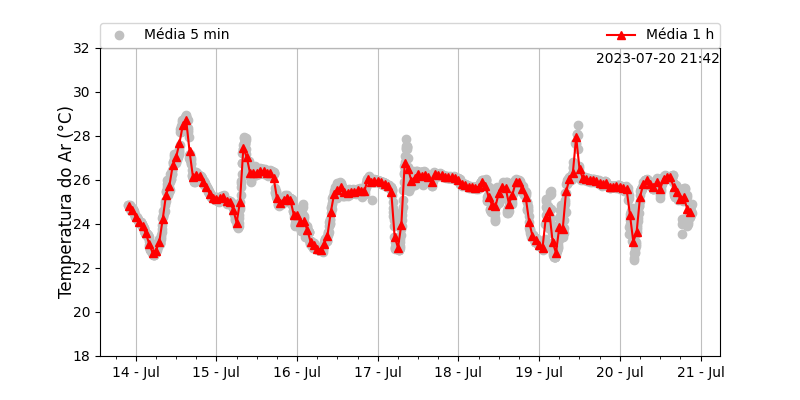 Média 5 min
Média 1 h
2023-07-20 21:42
Temperatura do Ar (°C)
32
30
28
26
24
22
20
18
14 - Jul
15 - Jul
16 - Jul
17 - Jul
18 - Jul
19 - Jul
20 - Jul
21 - Jul